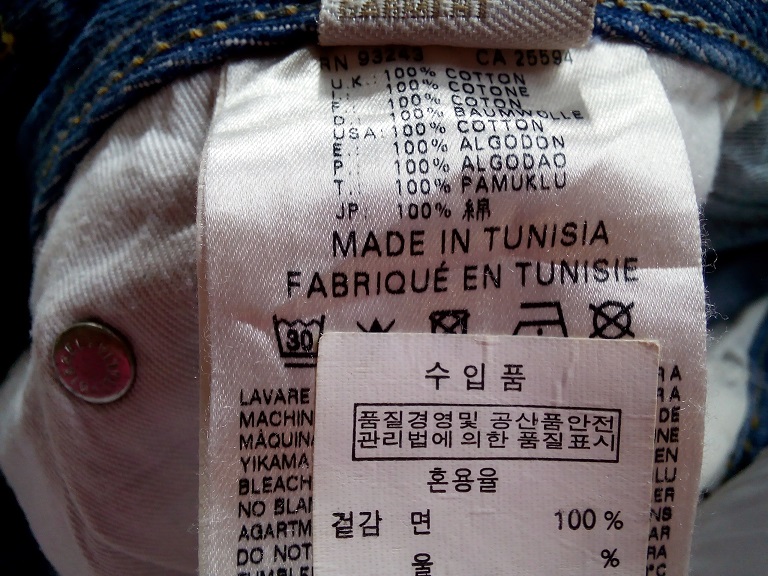 RN 93243 CA 25594
U.K.: 100% COTTON
100% COTONE
F.: 100% COTON
D.: 100% BAUMWOLLE
USA: 100% COTTON
E.: 100% ALGODON
P.: 100% ALGODAO
T.: 100% PAMUKLU
JP: 100% 綿
MADE IN TUNISIA
FABRIQUÉ EN TUNISIE
30
수입품
품질경영및 공산품안전
관리법에 의한 품질표시
혼용율
겉감 면 100%
울 %
LAVARE
MACHIN
MÁQUIN
YIKAMA
BLEACH
NO BLAN
AGARTM
DO NOT
TUMBLE